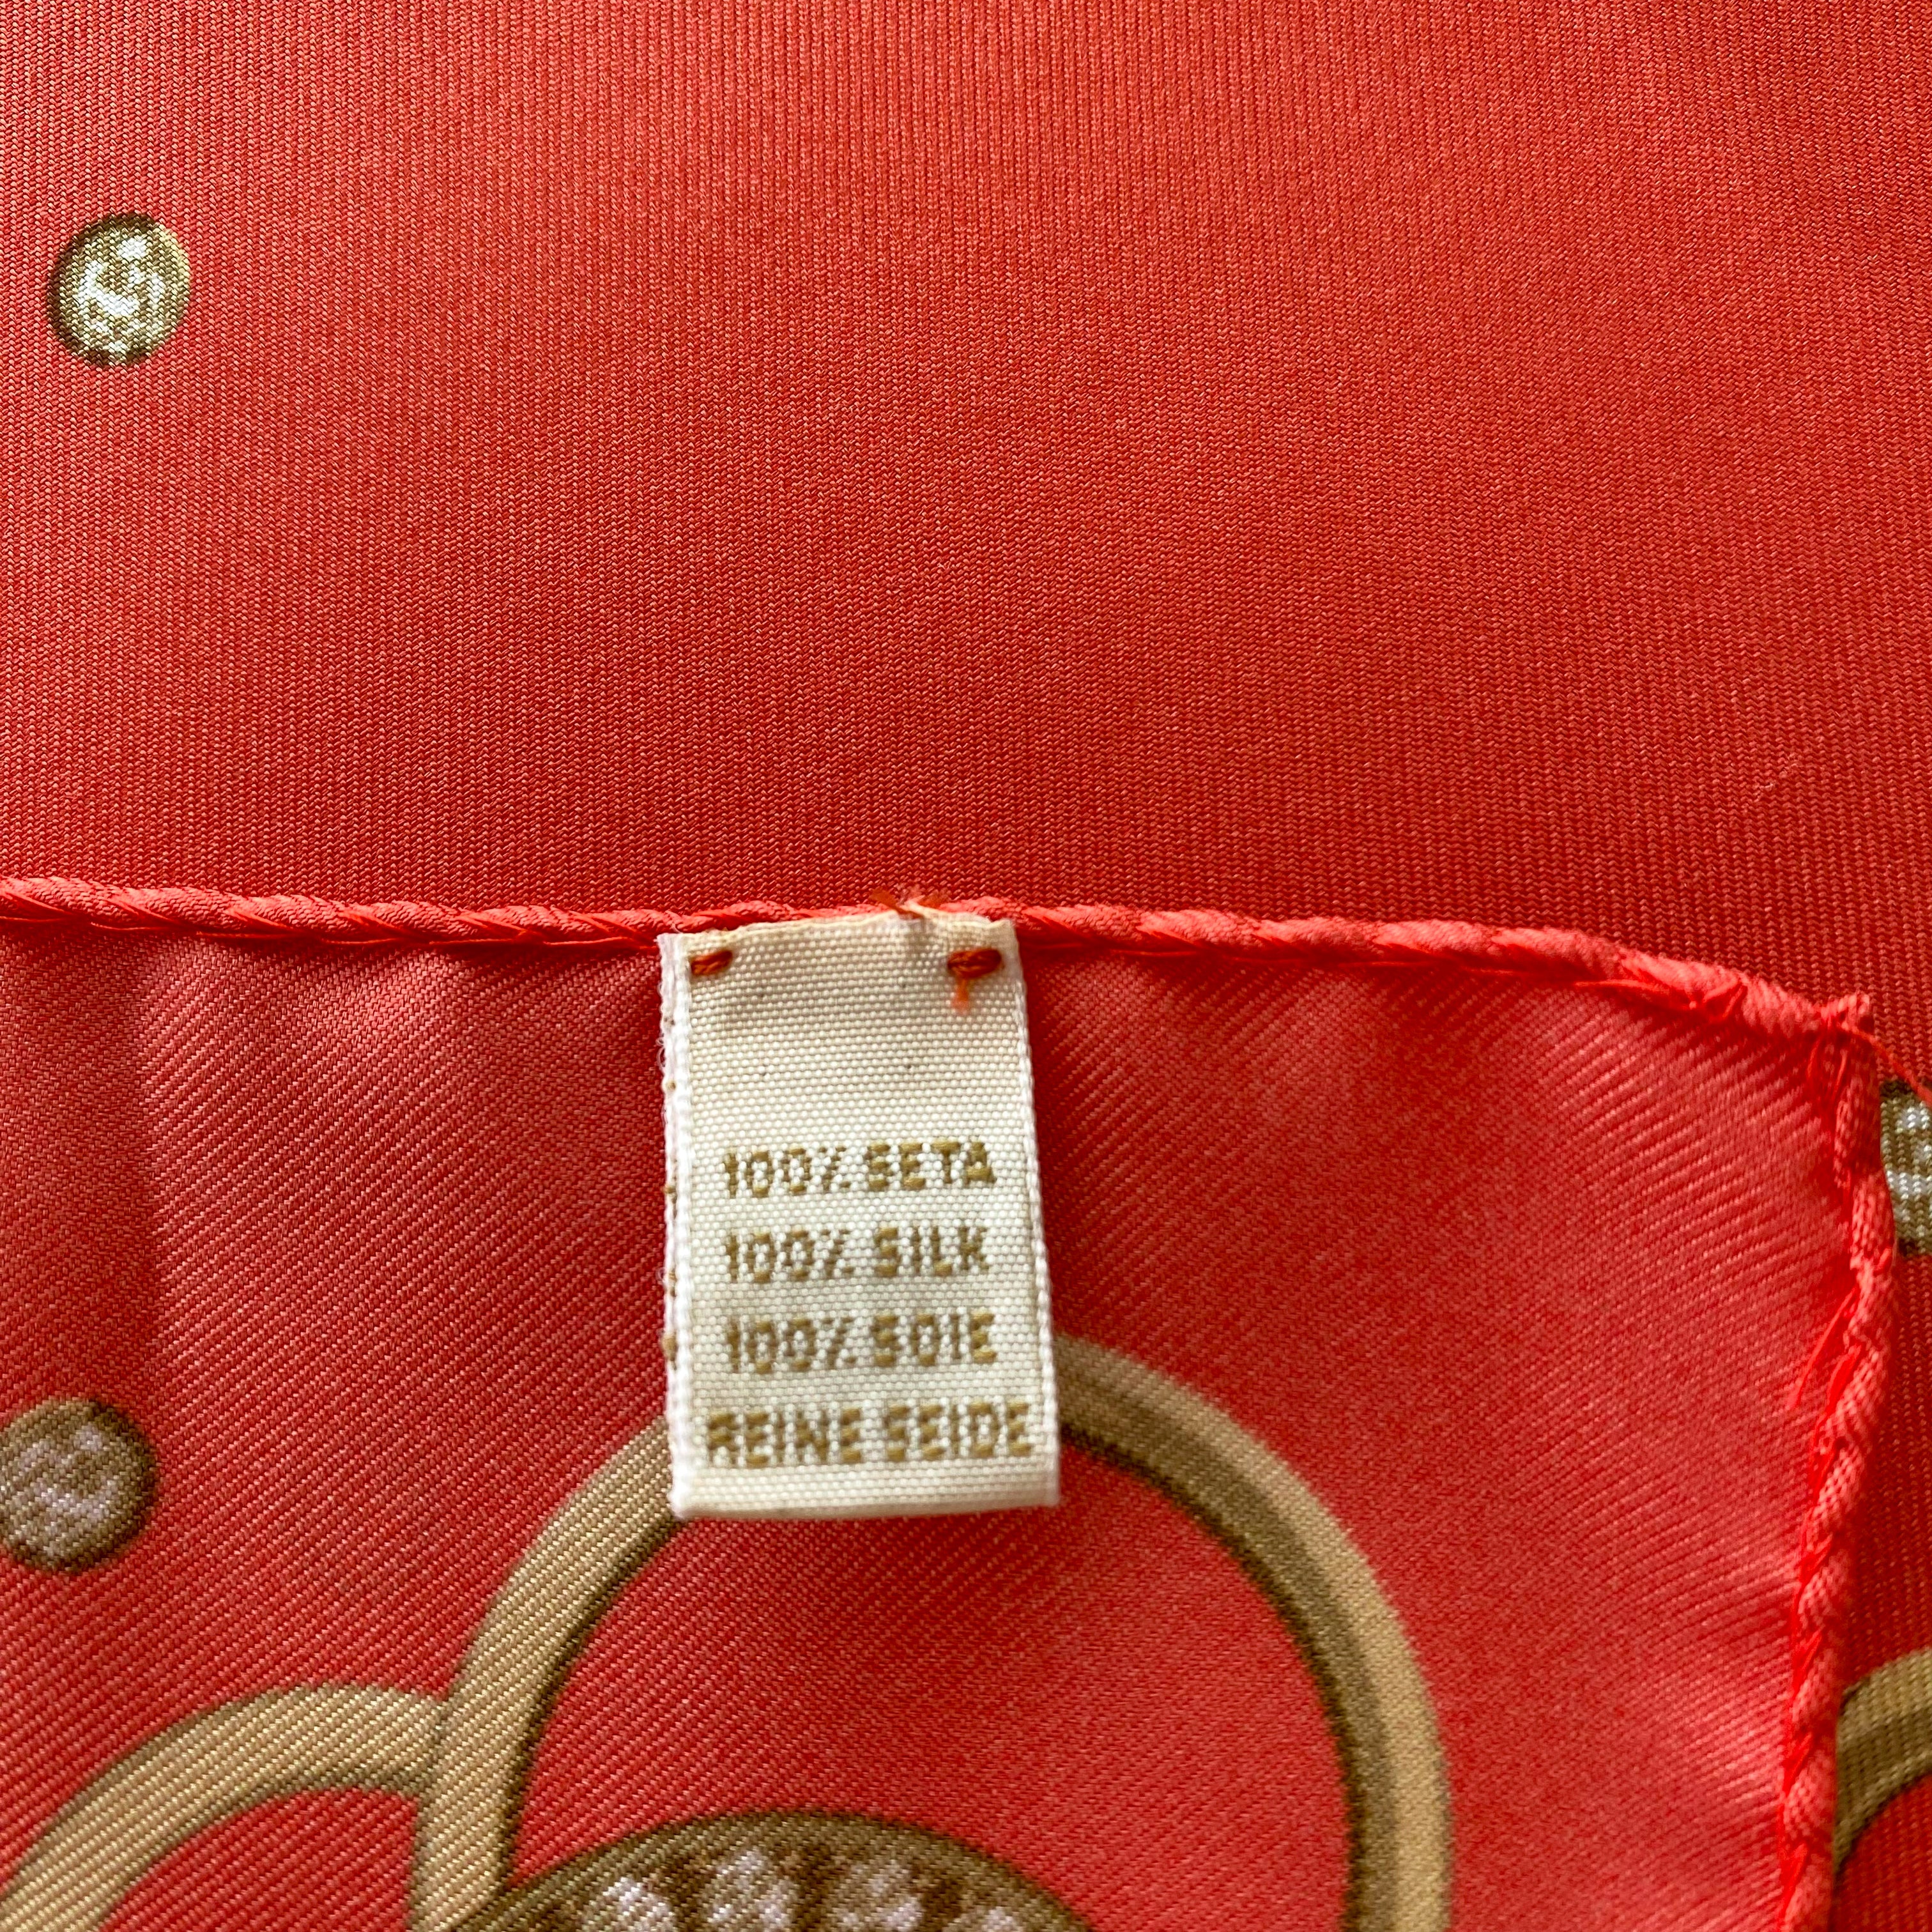 100% SETA
100% SILK
100% SOIE
REINE SEIDE